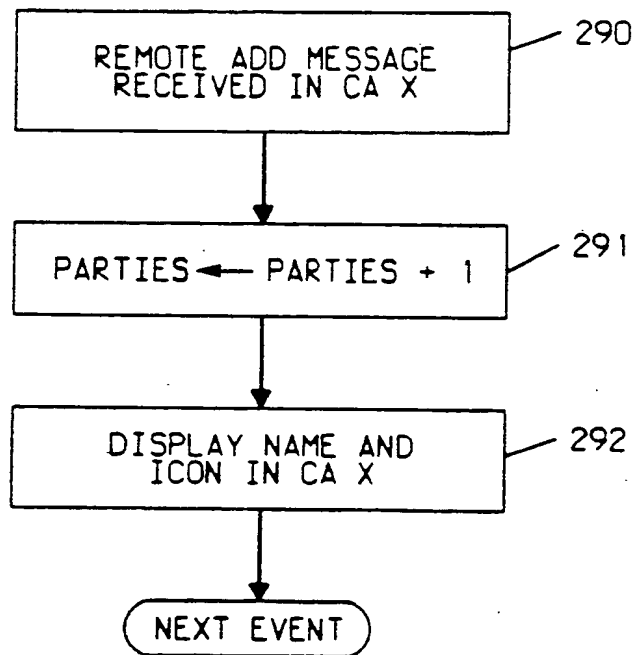 REMOTE ADD MESSAGE
RECEIVED IN CA X
290
PARTIES ← PARTIES + 1
291
DISPLAY NAME AND
ICON IN CA X
292
NEXT EVENT